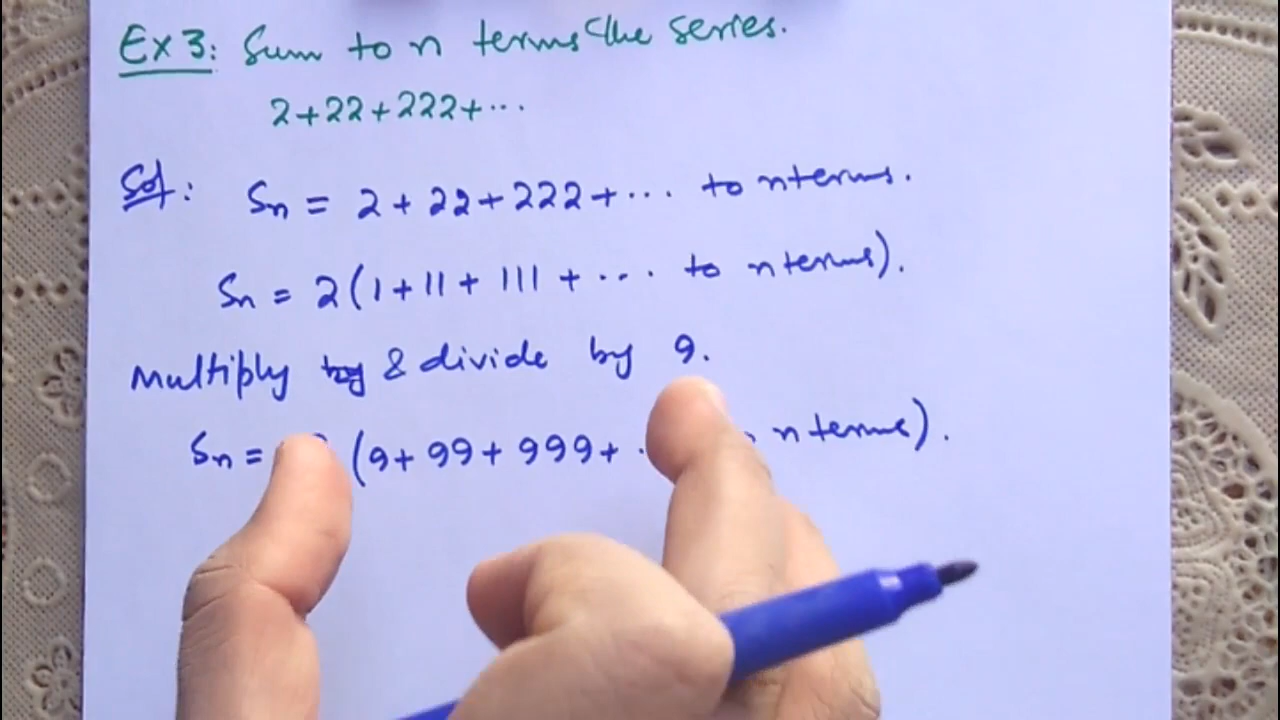 Ex 3: Sum to n terms the series.
2+22+222+...
Sol: Sn = 2 + 22 + 222 + ... to n terms.
Sn = 2 (1 + 11 + 111 + ... to n terms).
Multiply & divide by 9.
Sn = (9 + 99 + 999 + . n terms).